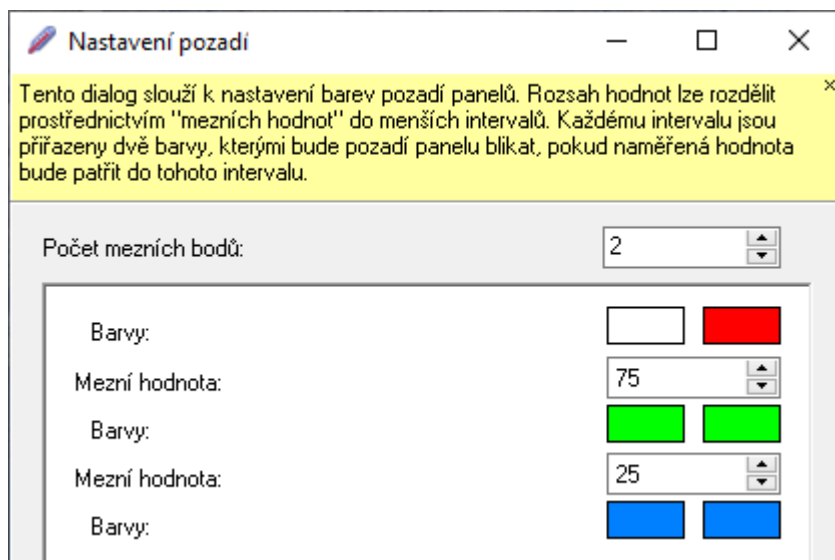 Nastavení pozadí
Tento dialog slouží k nastavení barev pozadí panelů. Rozsah hodnot lze rozdělit
prostřednictvím "mezních hodnot" do menších intervalů. Každému intervalu jsou
přiřazeny dvě barvy, kterými bude pozadí panelu blikat, pokud naměřená hodnota
bude patřit do tohoto intervalu.
Počet mezních bodů: 2
Barvy:
Mezní hodnota: 75
Barvy:
Mezní hodnota: 25
Barvy: